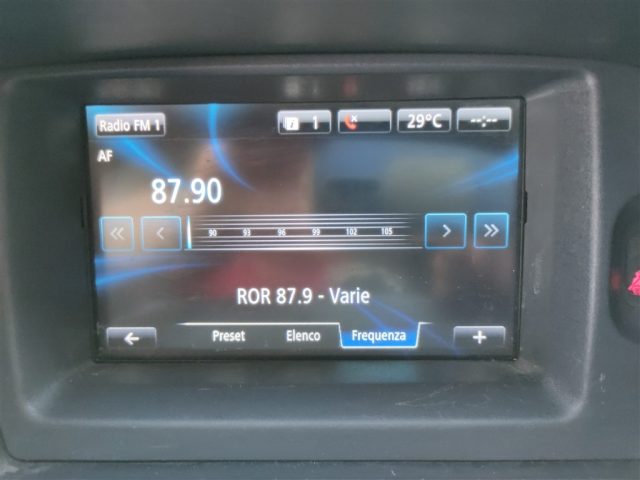 Radio FM 1 1 29°C --:--
AF
87.90
« ‹ 90 93 96 99 102 105 › »
ROR 87.9 - Varie
← Preset Elenco Frequenza +